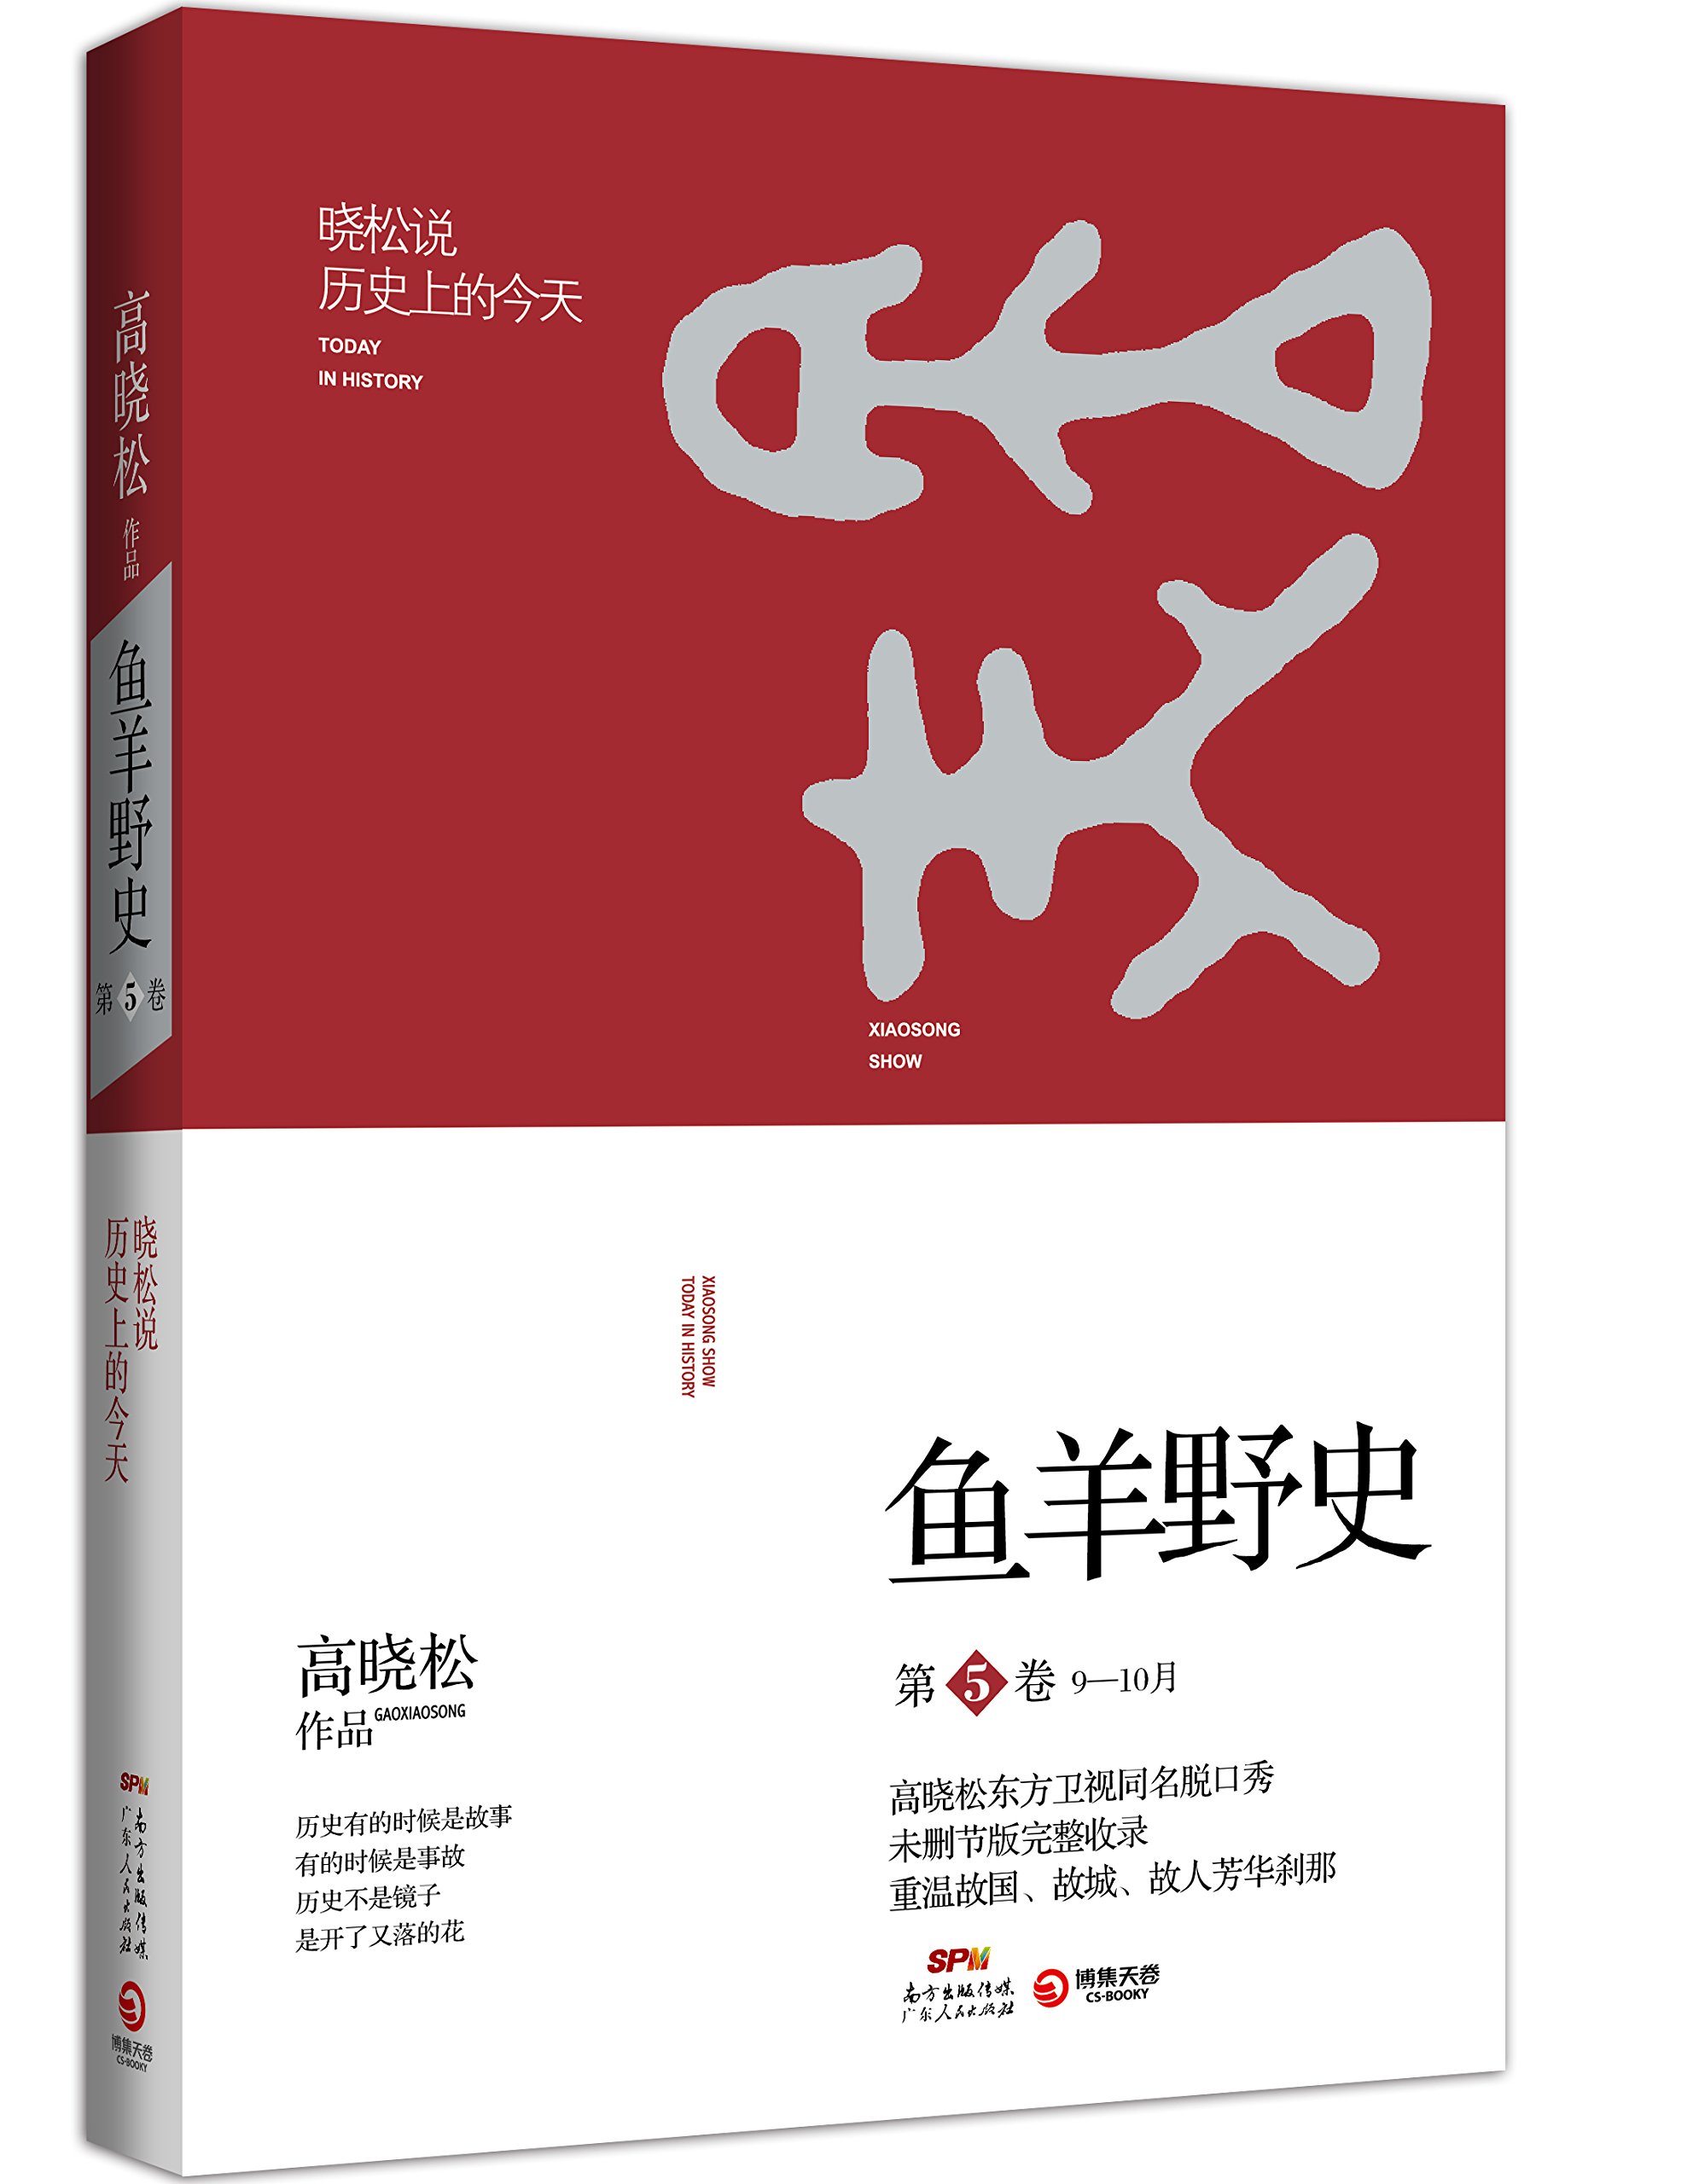 高晓松
作品
鱼羊野史
第5卷
晓松说
历史上的今天
SPM
南方出版传媒
广东人民出版社
博集天卷
CS-BOOKY
晓松说
历史上的今天
TODAY
IN HISTORY
XIAOSONG
SHOW
XIAOSONG SHOW
TODAY IN HISTORY
鱼羊野史
第5卷 9—10月
高晓松
作品 GAOXIAOSONG
历史有的时候是故事
有的时候是事故
历史不是镜子
是开了又落的花
高晓松东方卫视同名脱口秀
未删节版完整收录
重温故国、故城、故人芳华刹那
SPM
南方出版传媒
广东人民出版社
博集天卷
CS-BOOKY